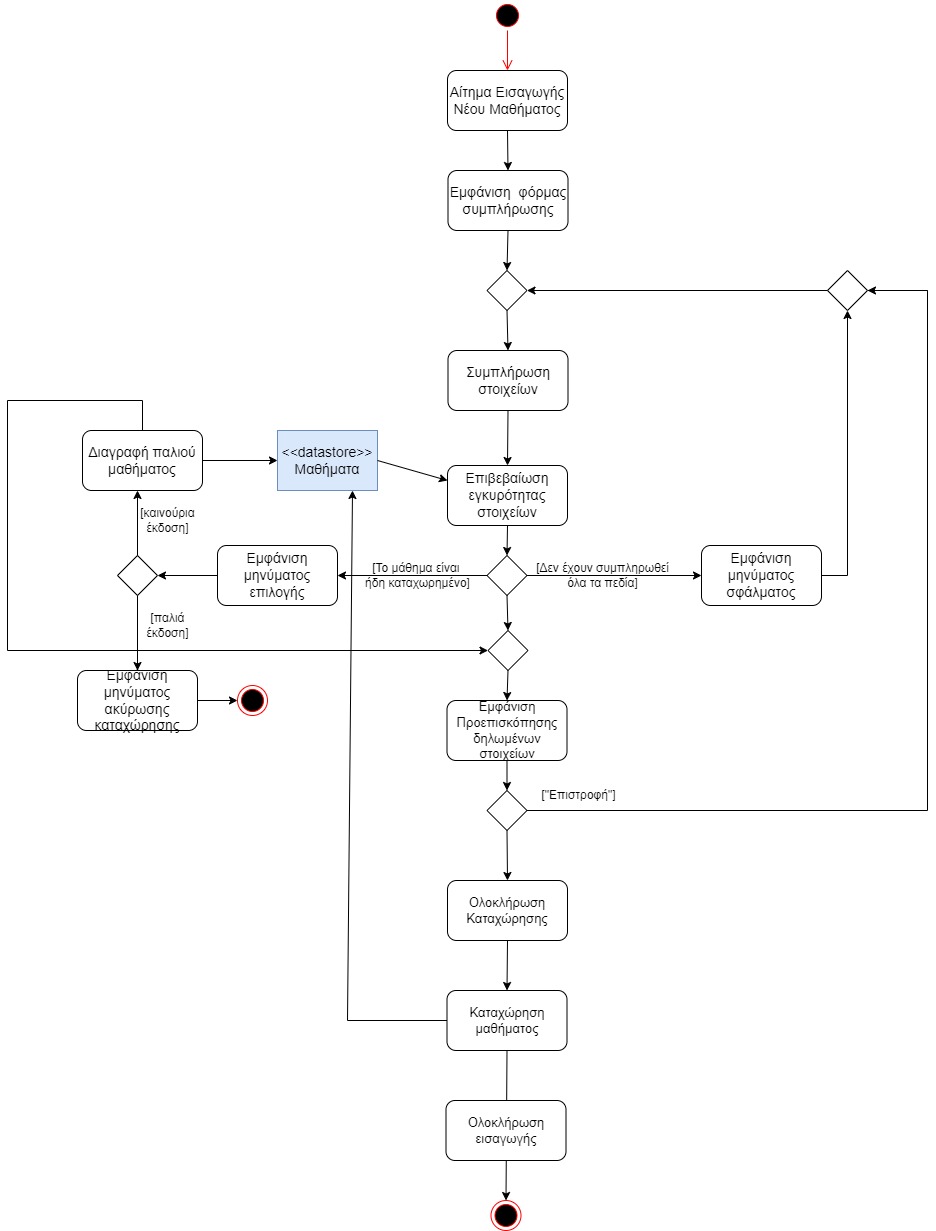 Αίτημα Εισαγωγής
Νέου Μαθήματος
Εμφάνιση φόρμας
συμπλήρωσης
Συμπλήρωση
στοιχείων
Διαγραφή παλιού
μαθήματος
<<datastore>>
Μαθήματα
Επιβεβαίωση
εγκυρότητας
στοιχείων
[καινούρια
έκδοση]
Εμφάνιση
μηνύματος
επιλογής
[Το μάθημα είναι
ήδη καταχωρημένο]
[Δεν έχουν συμπληρωθεί
όλα τα πεδία]
Εμφάνιση
μηνύματος
σφάλματος
[παλιά
έκδοση]
Εμφάνιση
μηνύματος
ακύρωσης
καταχώρησης
Εμφάνιση
Προεπισκόπησης
δηλωμένων
στοιχείων
["Επιστροφή"]
Ολοκλήρωση
Καταχώρησης
Καταχώρηση
μαθήματος
Ολοκλήρωση
εισαγωγής